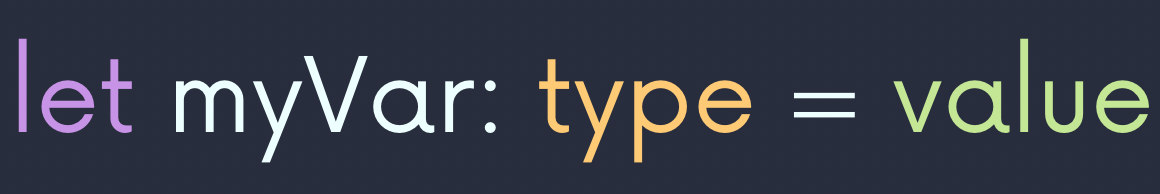 let myVar: type = value